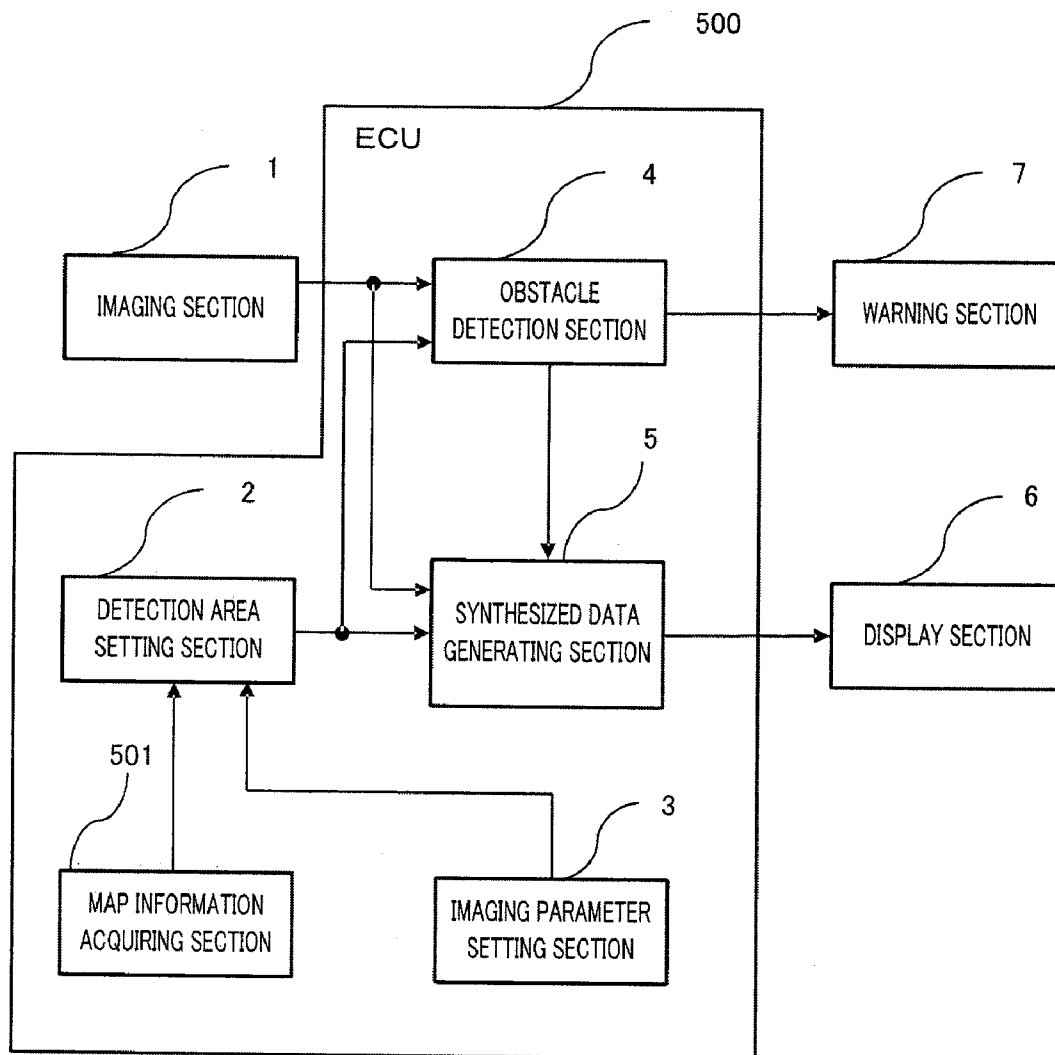 500
ECU
1
4
7
IMAGING SECTION
OBSTACLE
DETECTION SECTION
WARNING SECTION
2
5
6
DETECTION AREA
SETTING SECTION
SYNTHESIZED DATA
GENERATING SECTION
DISPLAY SECTION
501
3
MAP INFORMATION
ACQUIRING SECTION
IMAGING PARAMETER
SETTING SECTION